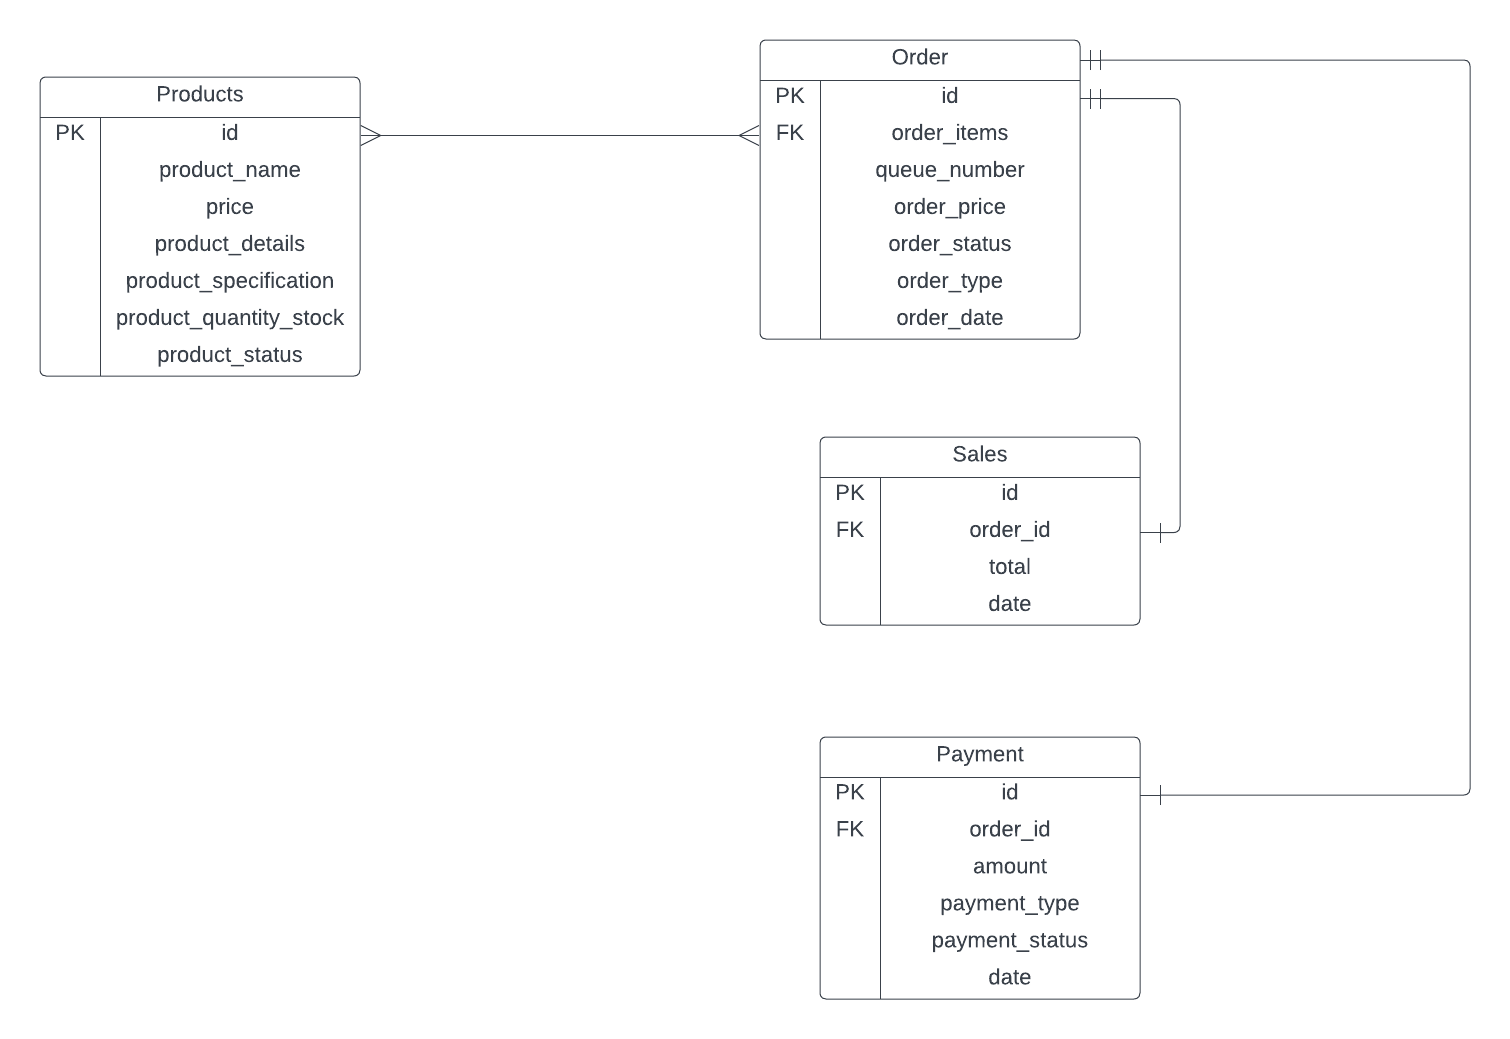 Products
PK id
product_name
price
product_details
product_specification
product_quantity_stock
product_status
Order
PK id
FK order_items
queue_number
order_price
order_status
order_type
order_date
Sales
PK id
FK order_id
total
date
Payment
PK id
FK order_id
amount
payment_type
payment_status
date